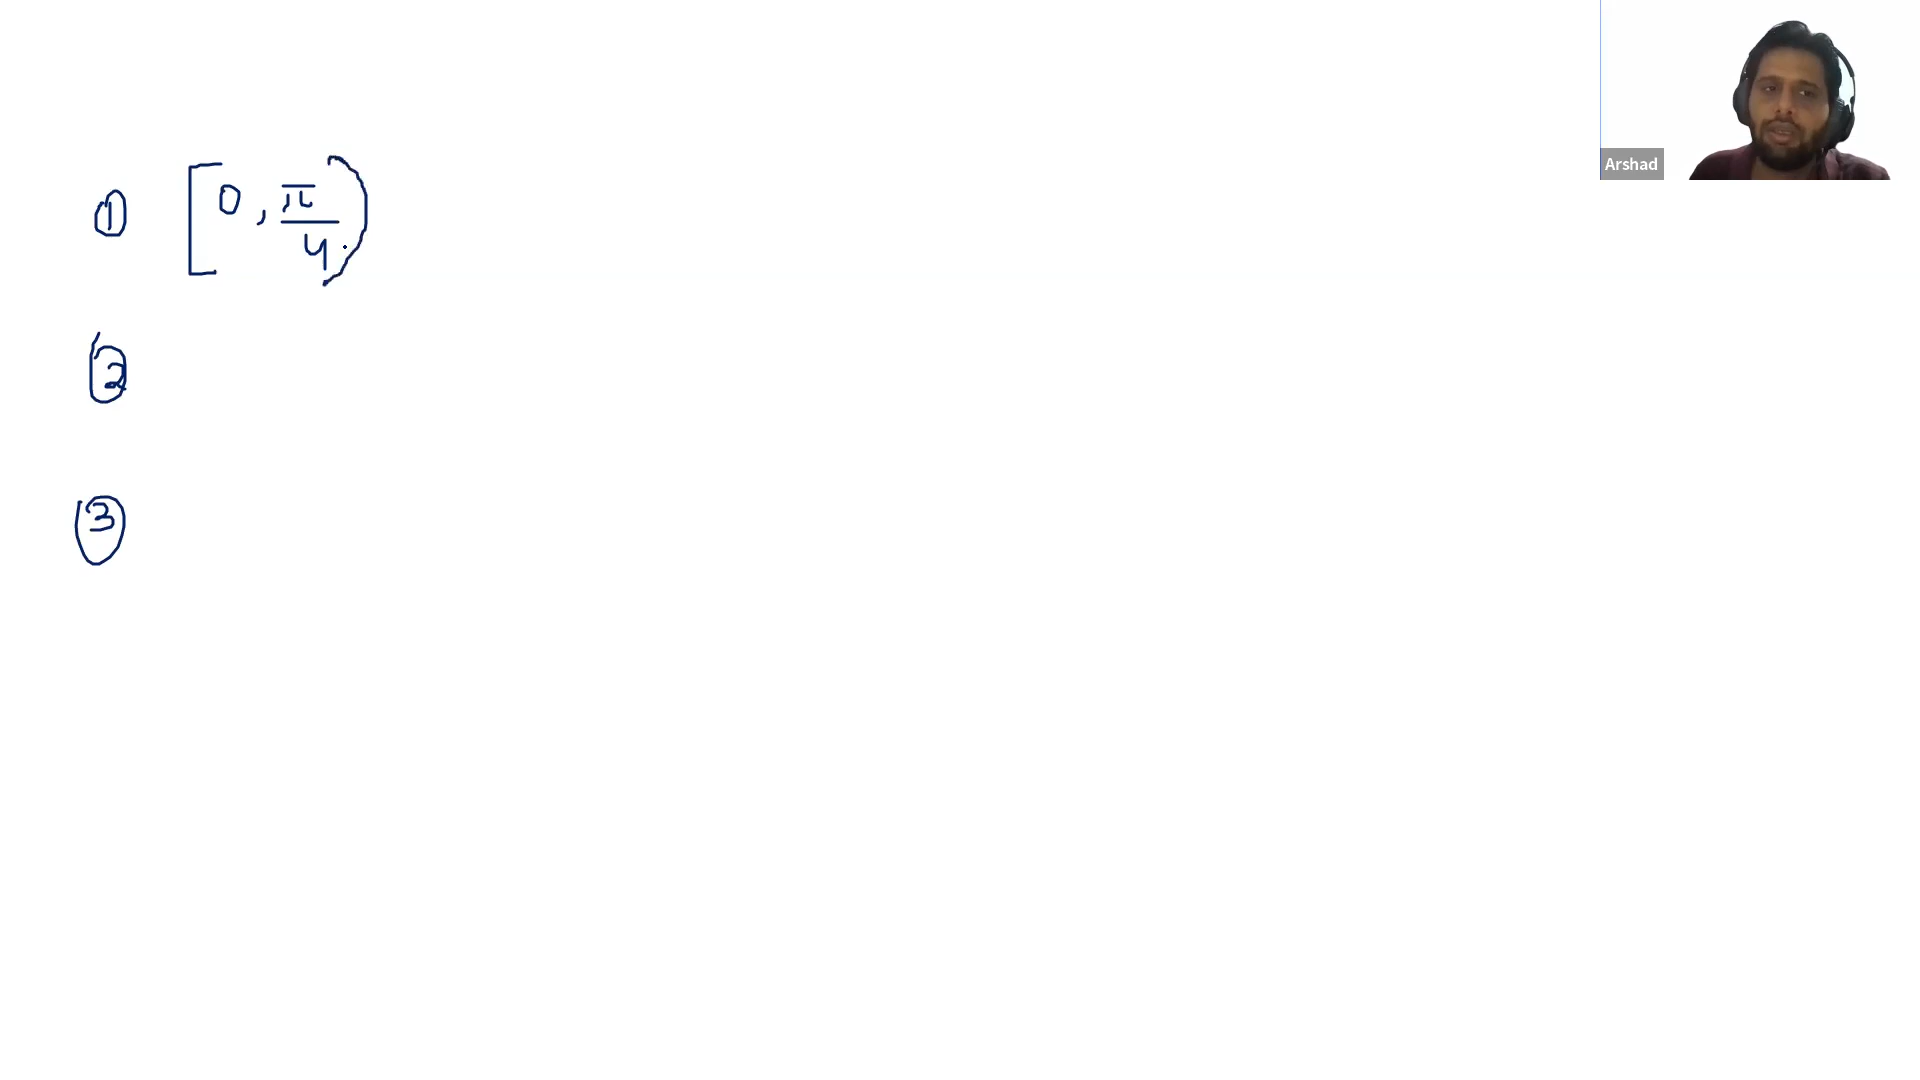 Arshad
① [0, π/4)
②
③